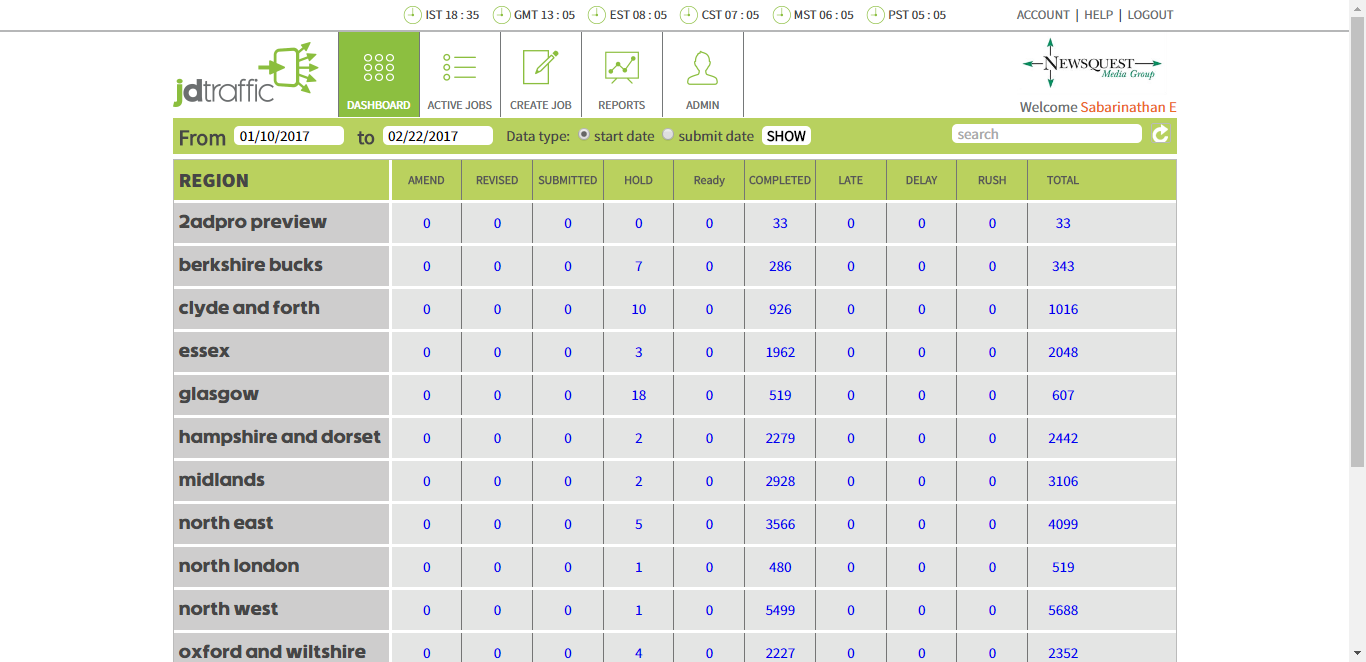 IST 18 : 35 GMT 13 : 05 EST 08 : 05 CST 07 : 05 MST 06 : 05 PST 05 : 05 ACCOUNT | HELP | LOGOUT
jdtraffic
DASHBOARD ACTIVE JOBS CREATE JOB REPORTS ADMIN
NEWSQUEST
Media Group
Welcome Sabarinathan E
From 01/10/2017 to 02/22/2017 Data type: start date submit date SHOW search
REGION AMEND REVISED SUBMITTED HOLD Ready COMPLETED LATE DELAY RUSH TOTAL
2adpro preview 0 0 0 0 0 33 0 0 0 33
berkshire bucks 0 0 0 7 0 286 0 0 0 343
clyde and forth 0 0 0 10 0 926 0 0 0 1016
essex 0 0 0 3 0 1962 0 0 0 2048
glasgow 0 0 0 18 0 519 0 0 0 607
hampshire and dorset 0 0 0 2 0 2279 0 0 0 2442
midlands 0 0 0 2 0 2928 0 0 0 3106
north east 0 0 0 5 0 3566 0 0 0 4099
north london 0 0 0 1 0 480 0 0 0 519
north west 0 0 0 1 0 5499 0 0 0 5688
oxford and wiltshire 0 0 0 4 0 2227 0 0 0 2352